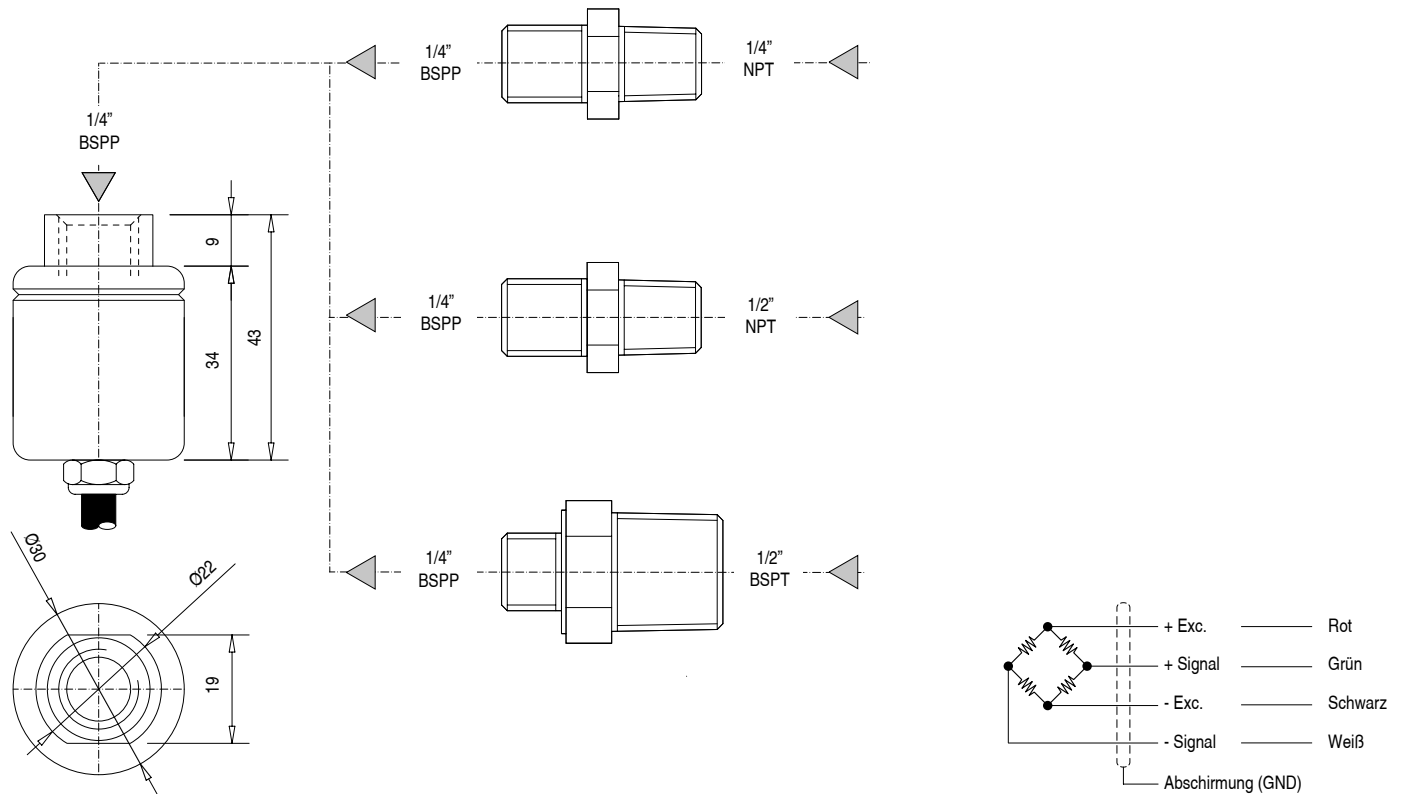 1/4”
BSPP
1/4”
NPT
1/4”
BSPP
9
34
43
1/4”
BSPP
1/2”
NPT
1/4”
BSPP
1/2”
BSPT
Ø30
Ø22
19
+ Exc. Rot
+ Signal Grün
- Exc. Schwarz
- Signal Weiß
Abschirmung (GND)